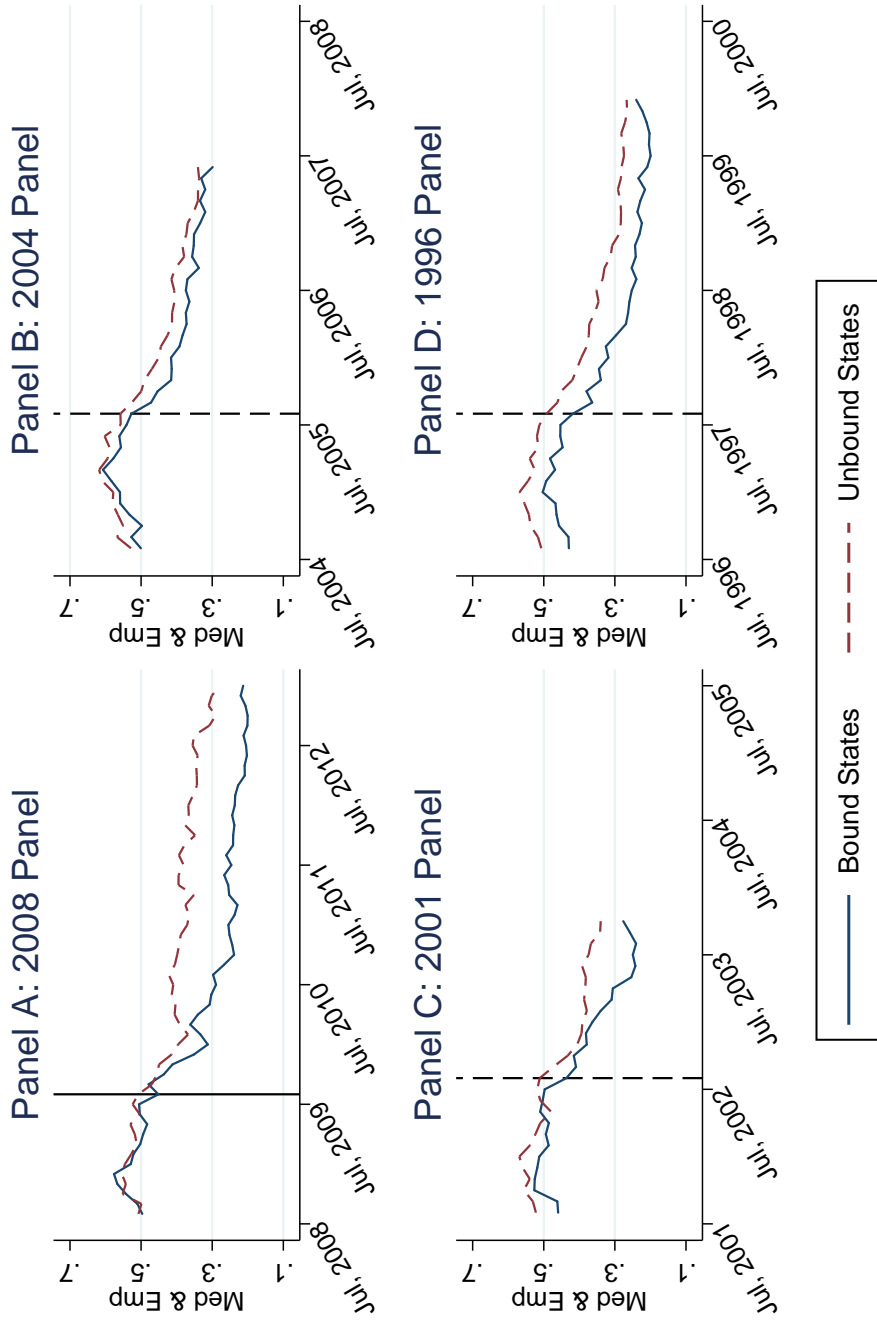 Panel A: 2008 Panel
Med & Emp
.7
.5
.3
.1
Jul, 2008
Jul, 2009
Jul, 2010
Jul, 2011
Jul, 2012
Panel B: 2004 Panel
Med & Emp
.7
.5
.3
.1
Jul, 2004
Jul, 2005
Jul, 2006
Jul, 2007
Jul, 2008
Panel C: 2001 Panel
Med & Emp
.7
.5
.3
.1
Jul, 2001
Jul, 2002
Jul, 2003
Jul, 2004
Jul, 2005
Panel D: 1996 Panel
Med & Emp
.7
.5
.3
.1
Jul, 1996
Jul, 1997
Jul, 1998
Jul, 1999
Jul, 2000
Bound States
Unbound States